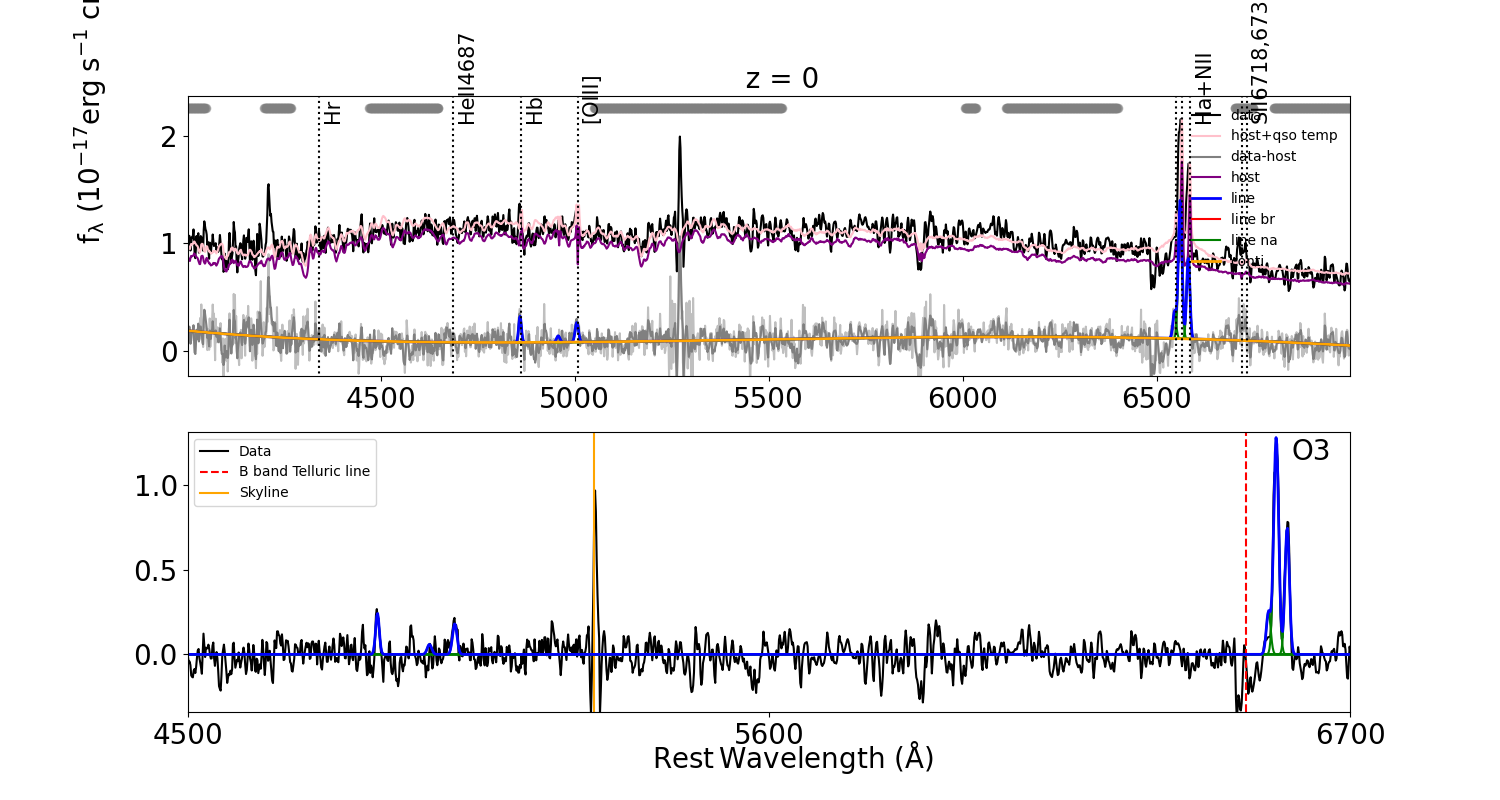 z = 0
f_λ (10^−17 erg s^−1 c
Hr
HeII4687
Hb
[OIII]
Ha+NII
SII6718,673
data
host+qso temp
data-host
host
line
line br
line na
conti
2
1
0
4500 5000 5500 6000 6500
Data
B band Telluric line
Skyline
O3
1.0
0.5
0.0
4500 5600 6700
Rest Wavelength (Å)